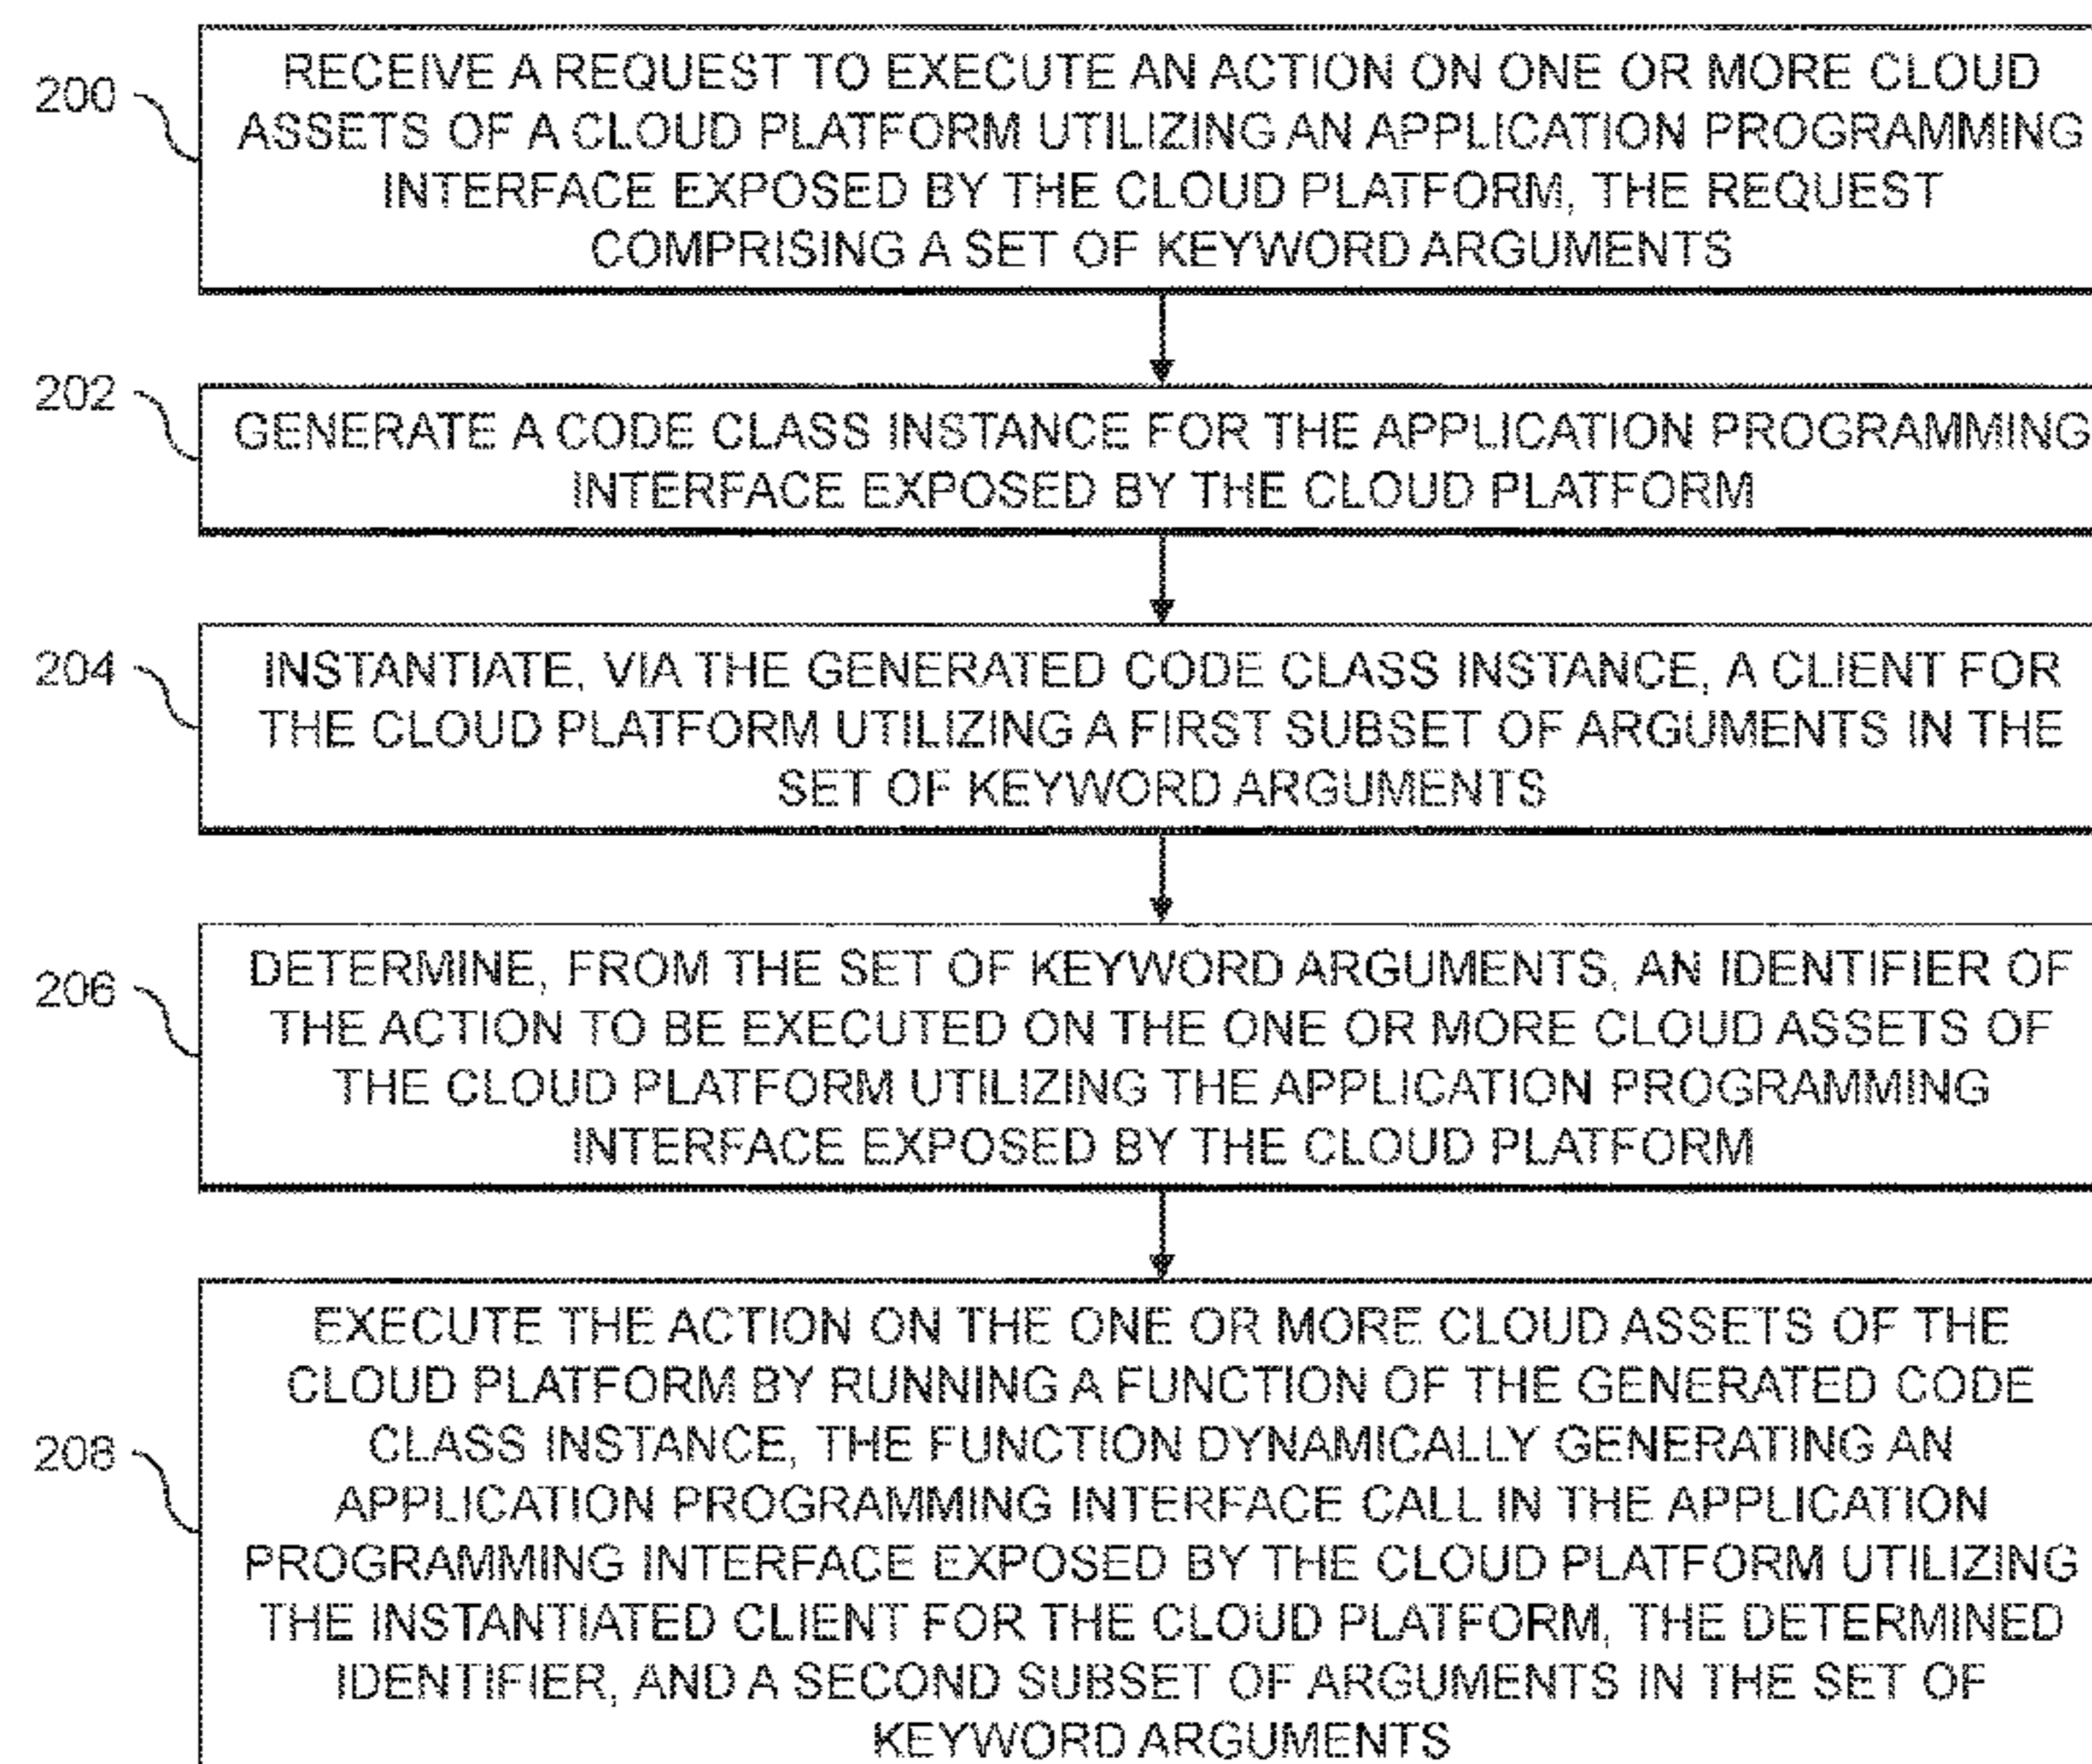 200
RECEIVE A REQUEST TO EXECUTE AN ACTION ON ONE OR MORE CLOUD
ASSETS OF A CLOUD PLATFORM UTILIZING AN APPLICATION PROGRAMMING
INTERFACE EXPOSED BY THE CLOUD PLATFORM, THE REQUEST
COMPRISING A SET OF KEYWORD ARGUMENTS
202
GENERATE A CODE CLASS INSTANCE FOR THE APPLICATION PROGRAMMING
INTERFACE EXPOSED BY THE CLOUD PLATFORM
204
INSTANTIATE, VIA THE GENERATED CODE CLASS INSTANCE, A CLIENT FOR
THE CLOUD PLATFORM UTILIZING A FIRST SUBSET OF ARGUMENTS IN THE
SET OF KEYWORD ARGUMENTS
206
DETERMINE, FROM THE SET OF KEYWORD ARGUMENTS, AN IDENTIFIER OF
THE ACTION TO BE EXECUTED ON THE ONE OR MORE CLOUD ASSETS OF
THE CLOUD PLATFORM UTILIZING THE APPLICATION PROGRAMMING
INTERFACE EXPOSED BY THE CLOUD PLATFORM
208
EXECUTE THE ACTION ON THE ONE OR MORE CLOUD ASSETS OF THE
CLOUD PLATFORM BY RUNNING A FUNCTION OF THE GENERATED CODE
CLASS INSTANCE, THE FUNCTION DYNAMICALLY GENERATING AN
APPLICATION PROGRAMMING INTERFACE CALL IN THE APPLICATION
PROGRAMMING INTERFACE EXPOSED BY THE CLOUD PLATFORM UTILIZING
THE INSTANTIATED CLIENT FOR THE CLOUD PLATFORM, THE DETERMINED
IDENTIFIER, AND A SECOND SUBSET OF ARGUMENTS IN THE SET OF
KEYWORD ARGUMENTS